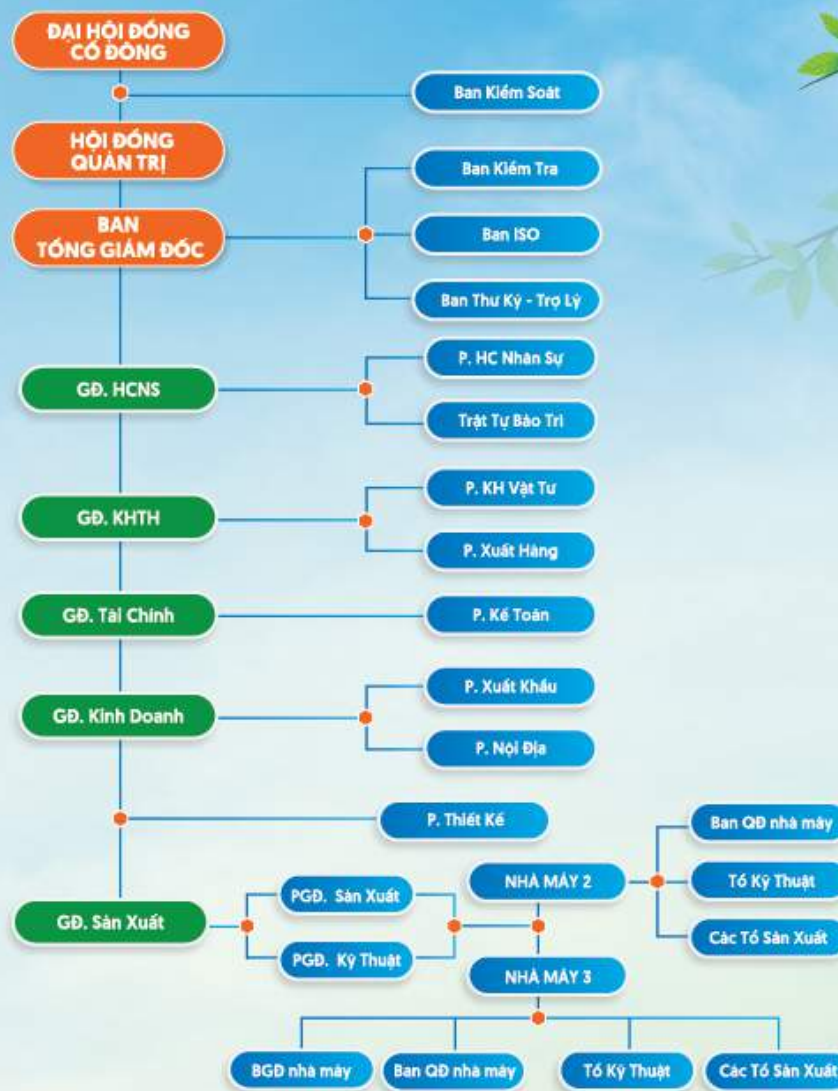 ĐẠI HỘI ĐỒNG
CỔ ĐÔNG
Ban Kiểm Soát
HỘI ĐỒNG
QUẢN TRỊ
Ban Kiểm Tra
BAN
TỔNG GIÁM ĐỐC
Ban ISO
Ban Thư Ký - Trợ Lý
P. HC Nhân Sự
GĐ. HCNS
Trật Tự Bảo Trì
P. KH Vật Tư
GĐ. KHTH
P. Xuất Hàng
GĐ. Tài Chính
P. Kế Toán
P. Xuất Khẩu
GĐ. Kinh Doanh
P. Nội Địa
P. Thiết Kế
Ban QĐ nhà máy
PGĐ. Sản Xuất
NHÀ MÁY 2
Tổ Kỹ Thuật
GĐ. Sản Xuất
Các Tổ Sản Xuất
PGĐ. Kỹ Thuật
NHÀ MÁY 3
BGĐ nhà máy
Ban QĐ nhà máy
Tổ Kỹ Thuật
Các Tổ Sản Xuất